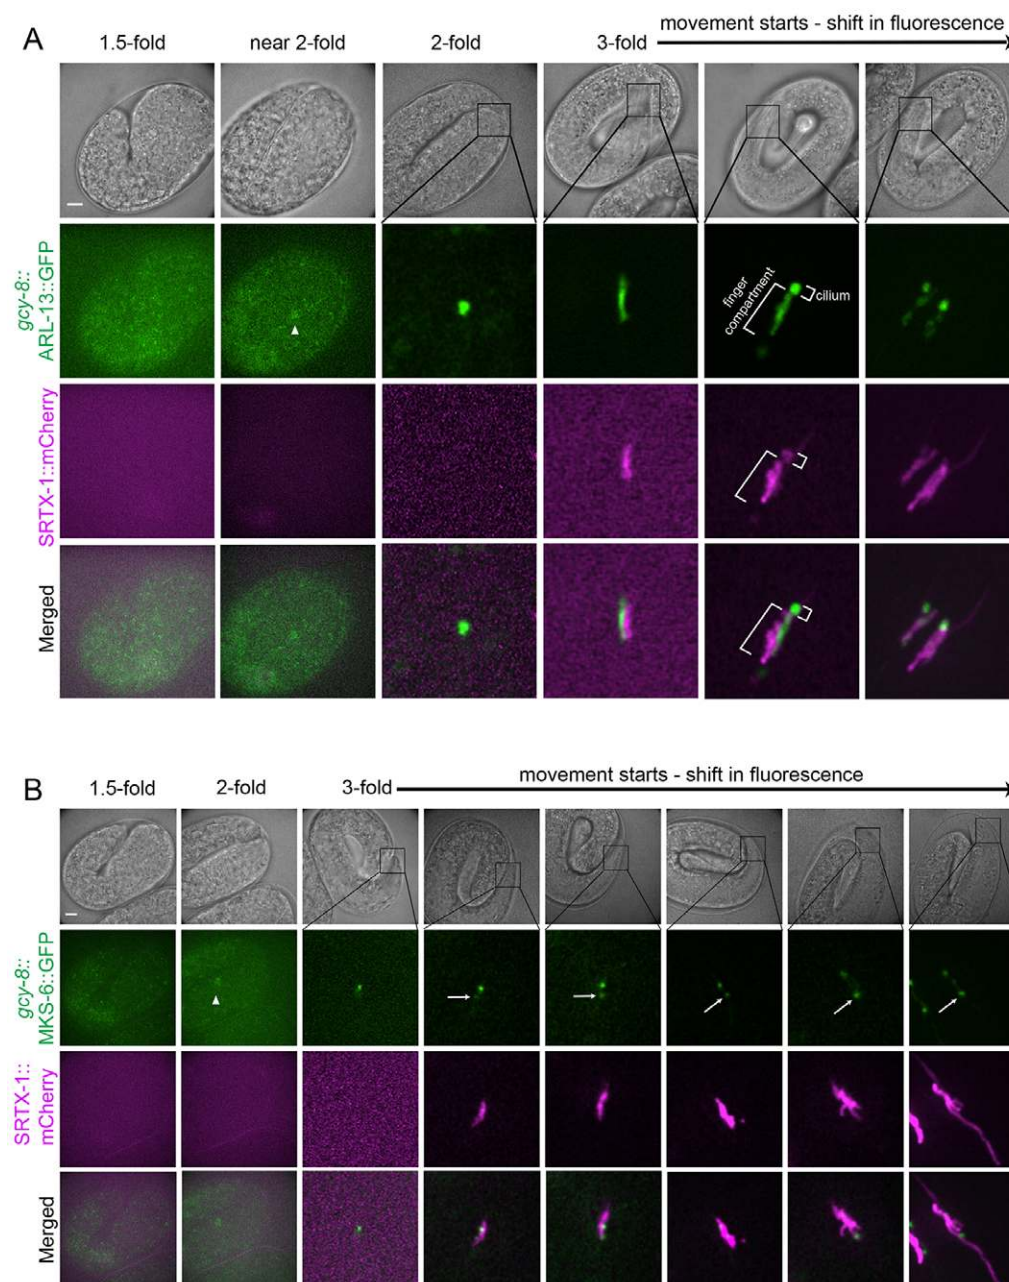 A
movement starts - shift in fluorescence
1.5-fold near 2-fold 2-fold 3-fold
gcy-8::
ARL-13::GFP
finger
compartment
cilium
SRTX-1::mCherry
Merged
B
movement starts - shift in fluorescence
1.5-fold 2-fold 3-fold
gcy-8::
MKS-6::GFP
SRTX-1::
mCherry
Merged